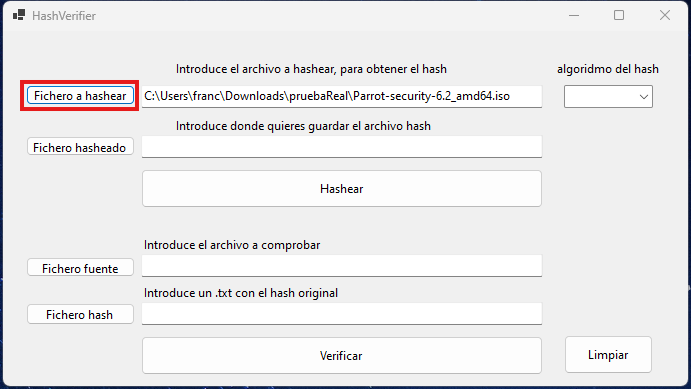 HashVerifier
Introduce el archivo a hashear, para obtener el hash
algoridmo del hash
Fichero a hashear
C:\Users\franc\Downloads\pruebaReal\Parrot-security-6.2_amd64.iso
Introduce donde quieres guardar el archivo hash
Fichero hasheado
Hashear
Introduce el archivo a comprobar
Fichero fuente
Introduce un .txt con el hash original
Fichero hash
Verificar
Limpiar